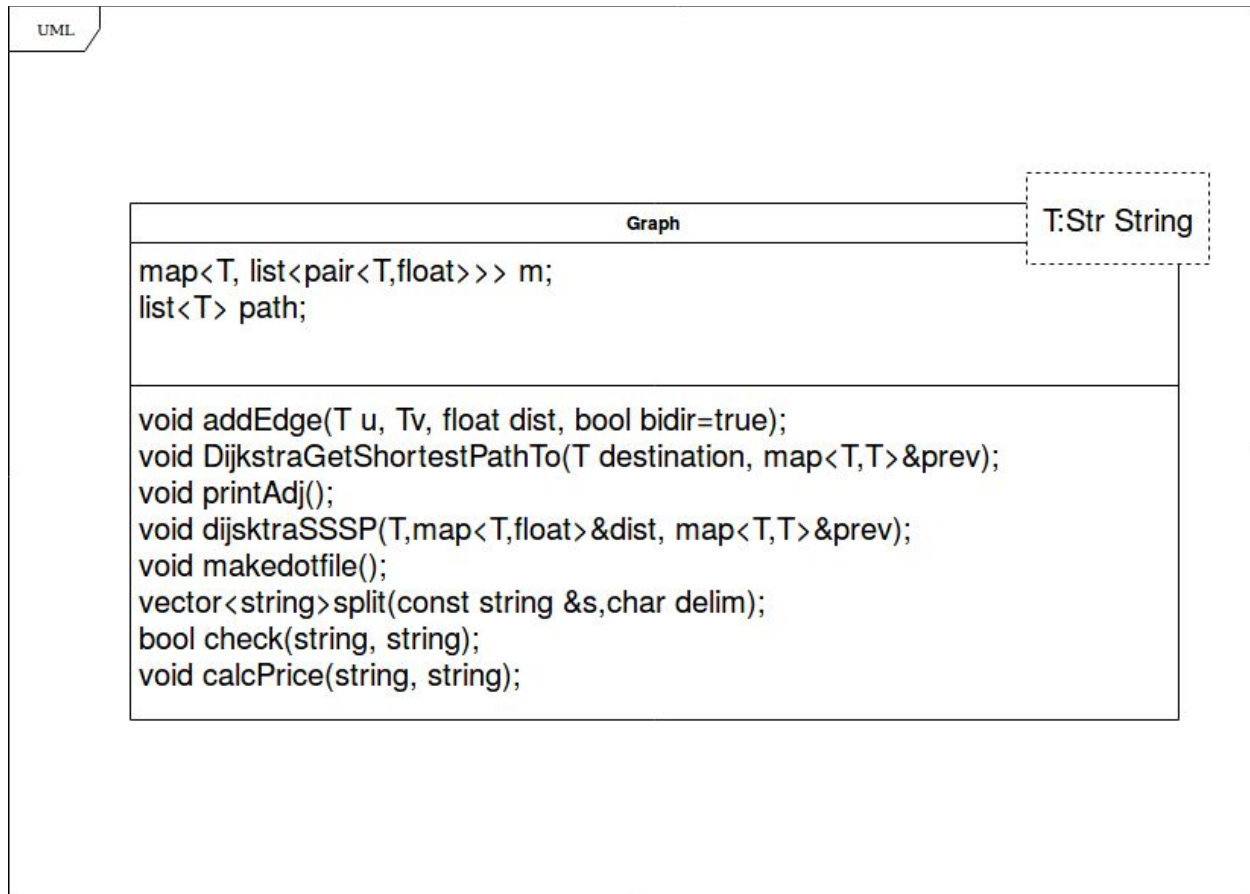 UML
Graph
T:Str String
map<T, list<pair<T,float>>> m;
list<T> path;
void addEdge(T u, Tv, float dist, bool bidir=true);
void DijkstraGetShortestPathTo(T destination, map<T,T>&prev);
void printAdj();
void dijsktraSSSP(T,map<T,float>&dist, map<T,T>&prev);
void makedotfile();
vector<string>split(const string &s,char delim);
bool check(string, string);
void calcPrice(string, string);